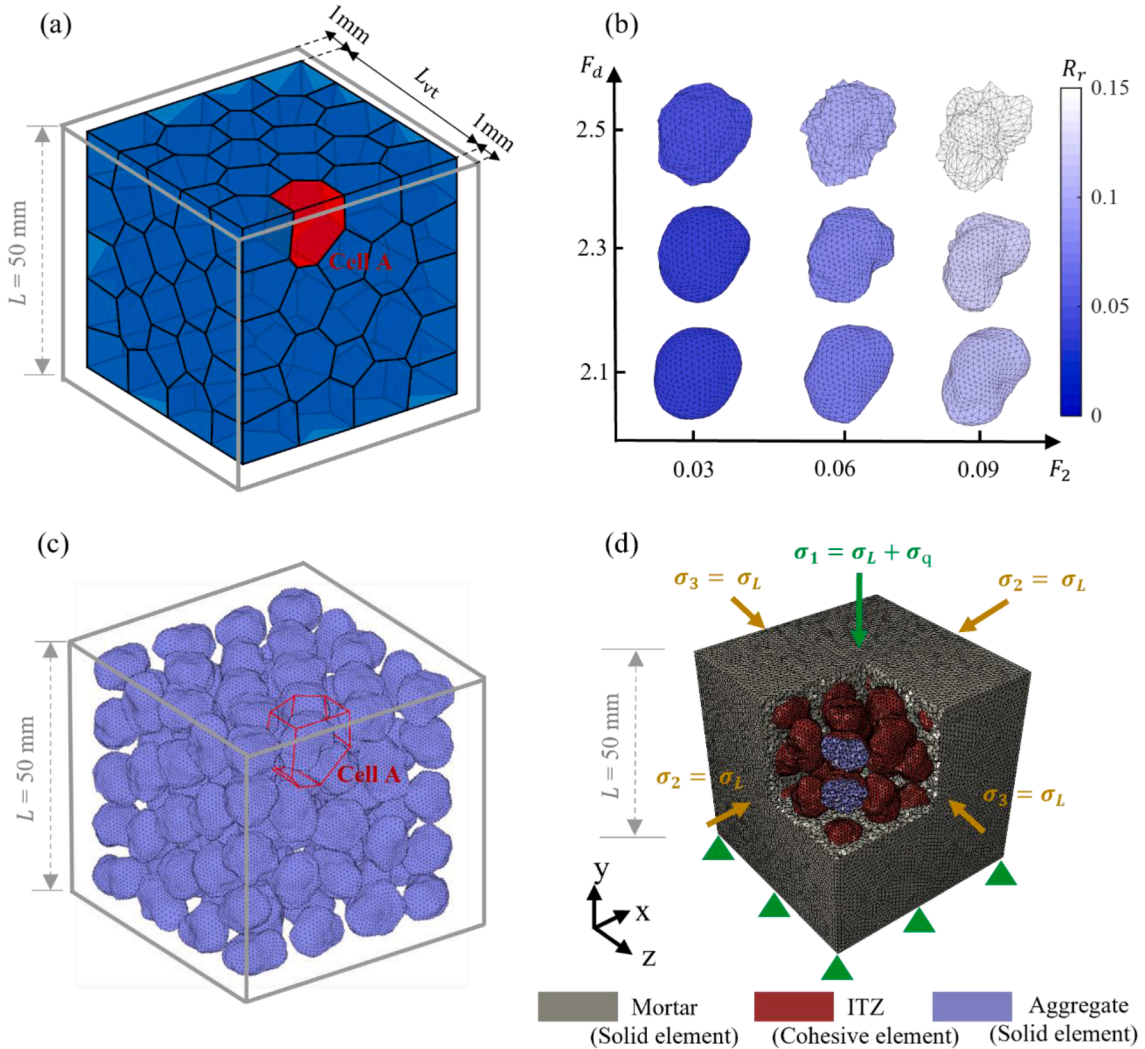 (a)
1mm
L_vt
1mm
L = 50 mm
Cell A
(b)
F_d
2.5
2.3
2.1
0.03
0.06
0.09
F_2
R_r
0.15
0.1
0.05
0
(c)
L = 50 mm
Cell A
(d)
σ_1 = σ_L + σ_q
σ_3 = σ_L
σ_2 = σ_L
L = 50 mm
σ_2 = σ_L
σ_3 = σ_L
y
x
z
Mortar
(Solid element)
ITZ
(Cohesive element)
Aggregate
(Solid element)